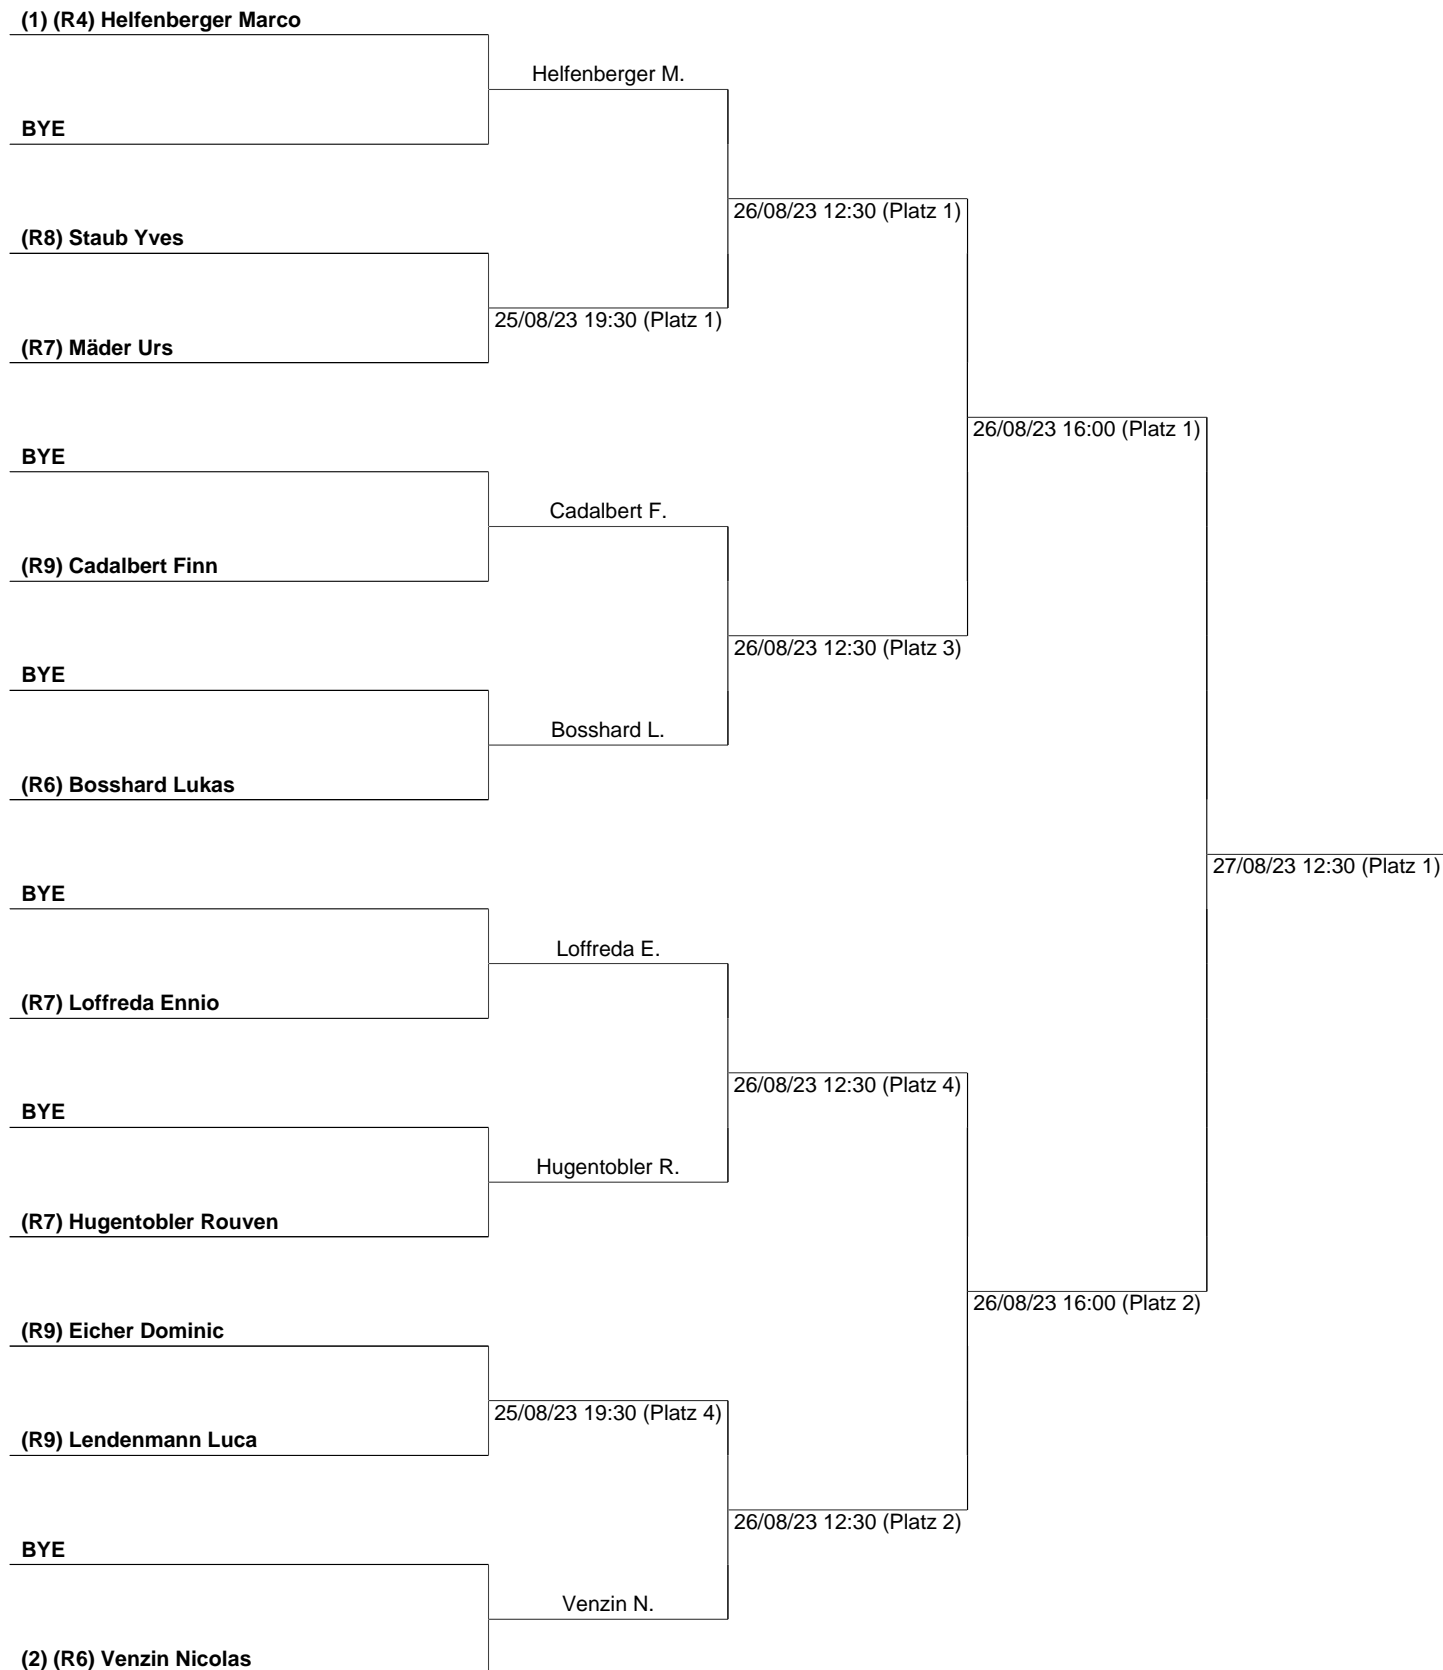 (1) (R4) Helfenberger Marco
Helfenberger M.
BYE
26/08/23 12:30 (Platz 1)
(R8) Staub Yves
25/08/23 19:30 (Platz 1)
(R7) Mäder Urs
26/08/23 16:00 (Platz 1)
BYE
Cadalbert F.
(R9) Cadalbert Finn
26/08/23 12:30 (Platz 3)
BYE
Bosshard L.
(R6) Bosshard Lukas
27/08/23 12:30 (Platz 1)
BYE
Loffreda E.
(R7) Loffreda Ennio
26/08/23 12:30 (Platz 4)
BYE
Hugentobler R.
(R7) Hugentobler Rouven
26/08/23 16:00 (Platz 2)
(R9) Eicher Dominic
25/08/23 19:30 (Platz 4)
(R9) Lendenmann Luca
26/08/23 12:30 (Platz 2)
BYE
Venzin N.
(2) (R6) Venzin Nicolas